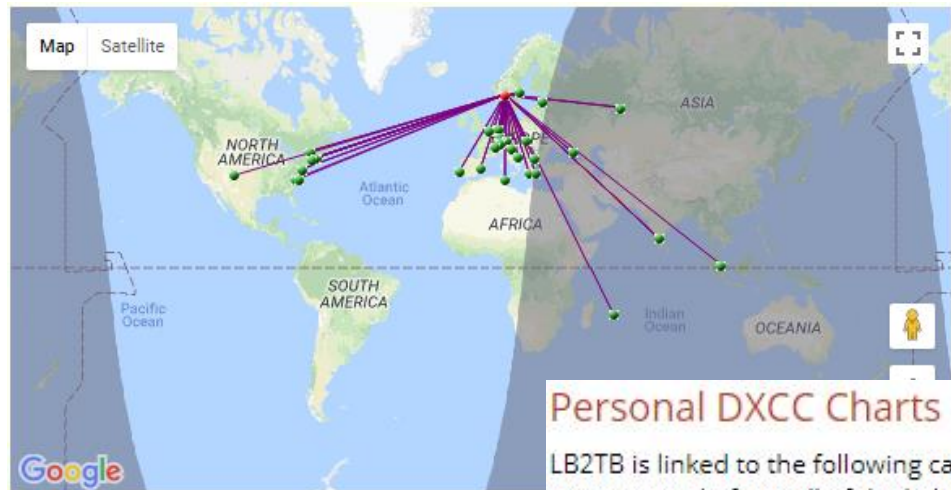 Map
Satellite
ASIA
NORTH
AMERICA
Atlantic
Ocean
AFRICA
SOUTH
AMERICA
Pacific
Ocean
Indian
Ocean
OCEANIA
Google
Personal DXCC Charts
LB2TB is linked to the following ca